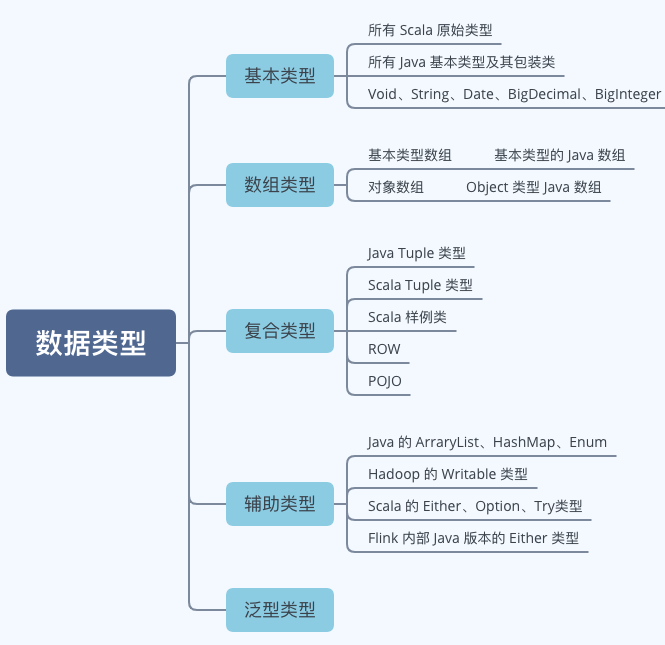 数据类型
基本类型
所有 Scala 原始类型
所有 Java 基本类型及其包装类
Void、String、Date、BigDecimal、BigInteger
数组类型
基本类型数组 基本类型的 Java 数组
对象数组 Object 类型 Java 数组
复合类型
Java Tuple 类型
Scala Tuple 类型
Scala 样例类
ROW
POJO
辅助类型
Java 的 ArraryList、HashMap、Enum
Hadoop 的 Writable 类型
Scala 的 Either、Option、Try类型
Flink 内部 Java 版本的 Either 类型
泛型类型